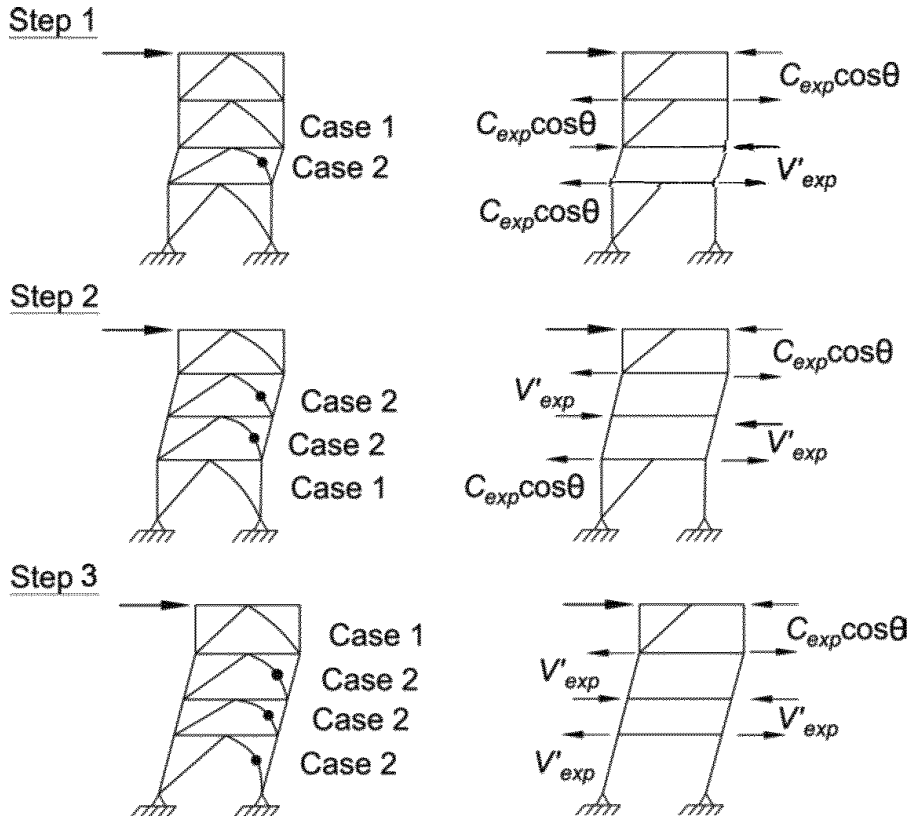 Step 1
C_exp cosθ
Case 1
C_exp cosθ
Case 2
V'_exp
C_exp cosθ
Step 2
C_exp cosθ
Case 2
V'_exp
Case 2
V'_exp
Case 1
C_exp cosθ
Step 3
Case 1
C_exp cosθ
Case 2
V'_exp
Case 2
V'_exp
Case 2
V'_exp